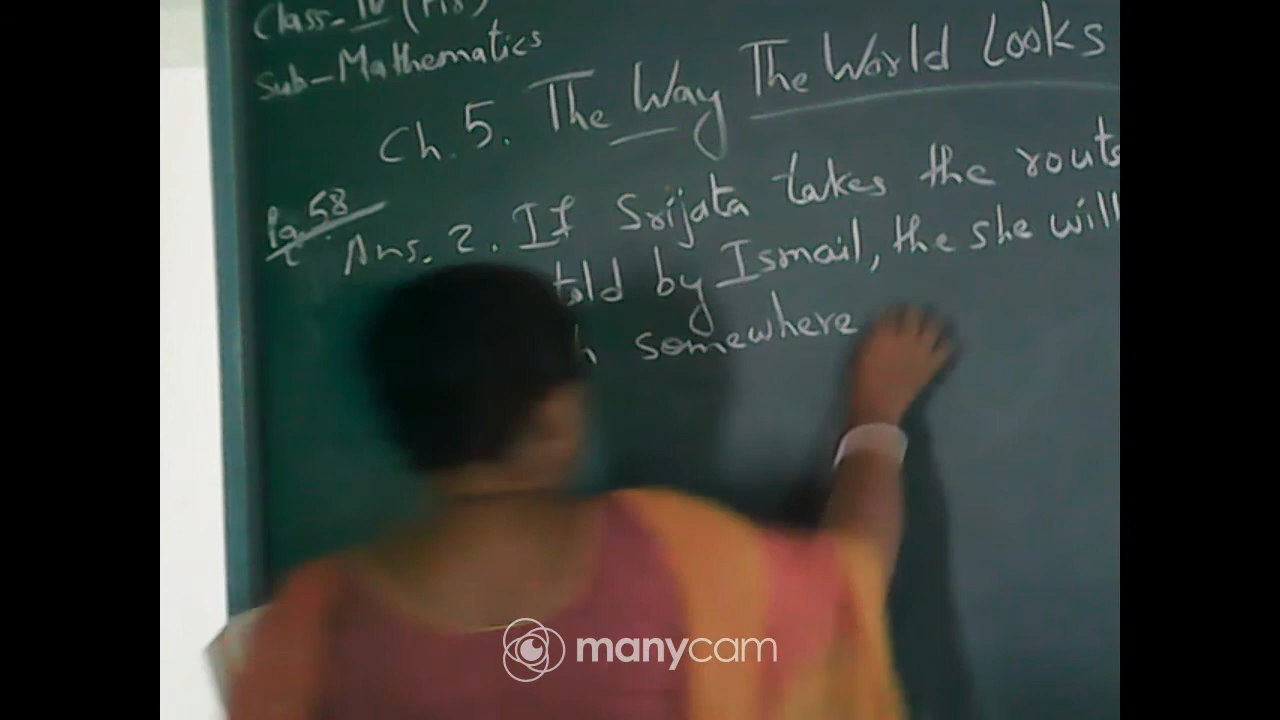 Class-IV
Sub-Mathematics
Ch. 5. The Way The World Looks
Pg. 58
Ans. 2. If Srijata takes the route
told by Ismail, the she will
somewhere
manycam